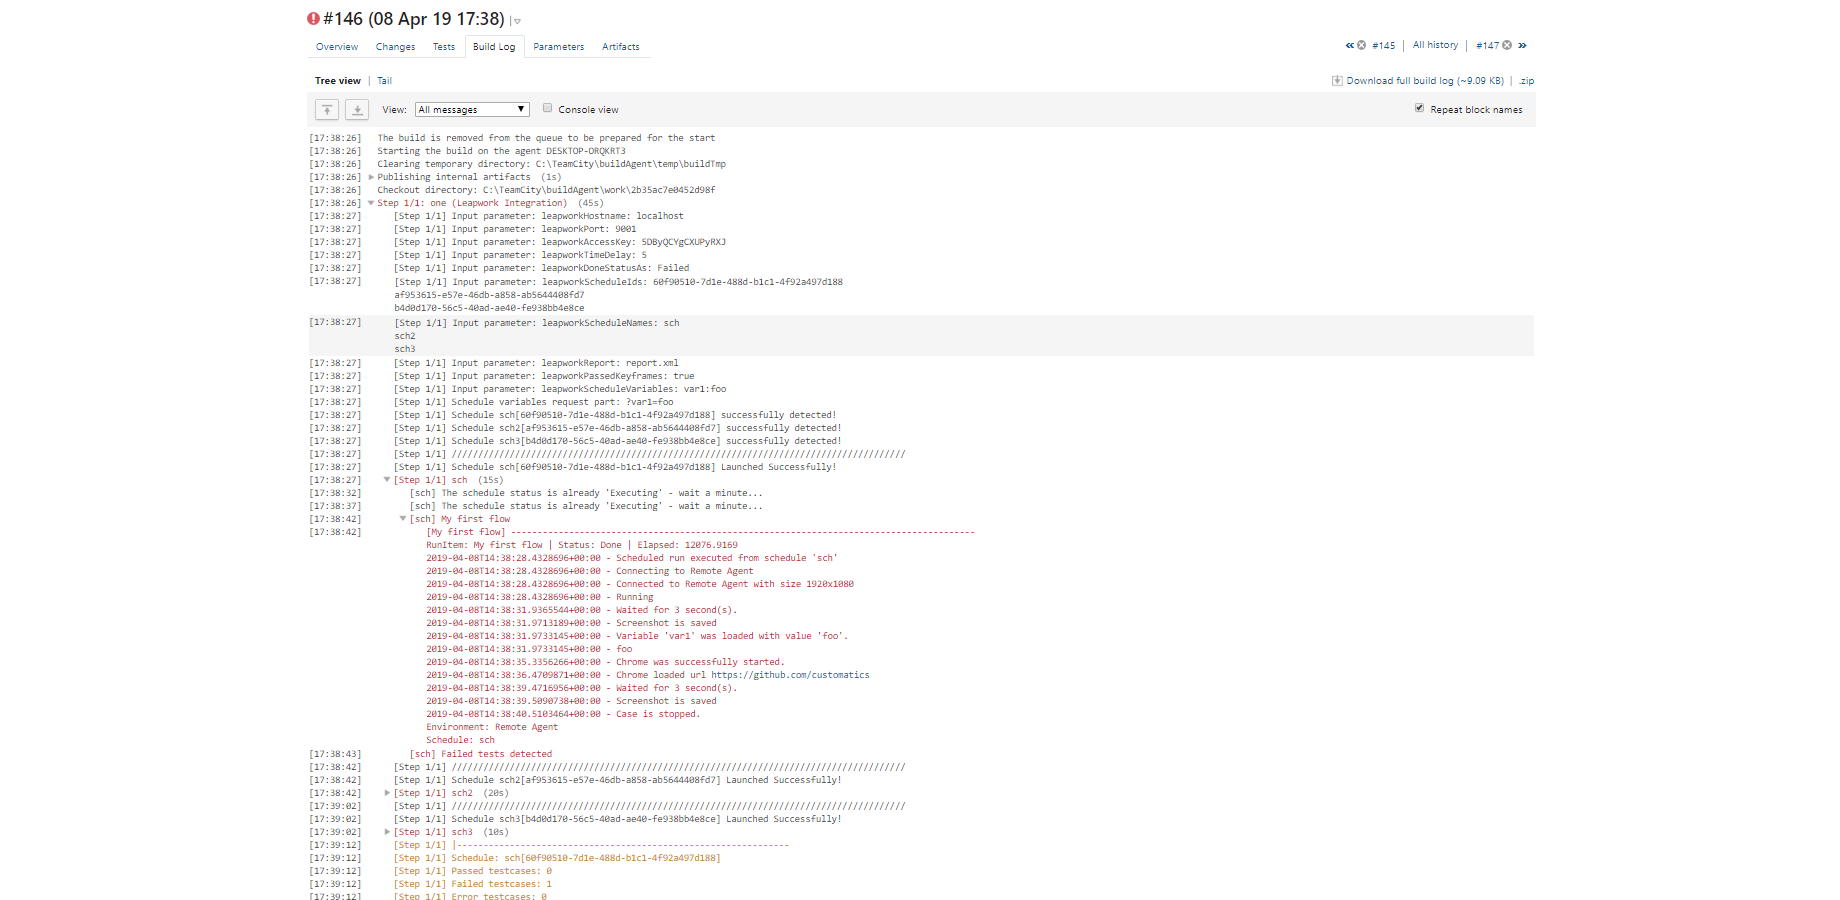 #146 (08 Apr 19 17:38)
Overview Changes Tests Build Log Parameters Artifacts
« #145 | All history | #147 »
Tree view | Tail
Download full build log (~9.09 KB) | .zip
View: All messages Console view Repeat block names
[17:38:26] The build is removed from the queue to be prepared for the start
[17:38:26] Starting the build on the agent DESKTOP-ORQKRT3
[17:38:26] Clearing temporary directory: C:\TeamCity\buildAgent\temp\buildTmp
[17:38:26] Publishing internal artifacts (1s)
[17:38:26] Checkout directory: C:\TeamCity\buildAgent\work\2b35ac7e0452d98f
[17:38:26] Step 1/1: one (Leapwork Integration) (45s)
[17:38:27] [Step 1/1] Input parameter: leapworkHostname: localhost
[17:38:27] [Step 1/1] Input parameter: leapworkPort: 9001
[17:38:27] [Step 1/1] Input parameter: leapworkAccessKey: 5DByQCYgCXUPyRXJ
[17:38:27] [Step 1/1] Input parameter: leapworkTimeDelay: 5
[17:38:27] [Step 1/1] Input parameter: leapworkDoneStatusAs: Failed
[17:38:27] [Step 1/1] Input parameter: leapworkScheduleIds: 60f90510-7d1e-488d-b1c1-4f92a497d188
af953615-e57e-46db-a858-ab5644408fd7
b4d0d170-56c5-40ad-ae40-fe938bb4e8ce
[17:38:27] [Step 1/1] Input parameter: leapworkScheduleNames: sch
sch2
sch3
[17:38:27] [Step 1/1] Input parameter: leapworkReport: report.xml
[17:38:27] [Step 1/1] Input parameter: leapworkPassedKeyframes: true
[17:38:27] [Step 1/1] Input parameter: leapworkScheduleVariables: var1:foo
[17:38:27] [Step 1/1] Schedule variables request part: ?var1=foo
[17:38:27] [Step 1/1] Schedule sch[60f90510-7d1e-488d-b1c1-4f92a497d188] successfully detected!
[17:38:27] [Step 1/1] Schedule sch2[af953615-e57e-46db-a858-ab5644408fd7] successfully detected!
[17:38:27] [Step 1/1] Schedule sch3[b4d0d170-56c5-40ad-ae40-fe938bb4e8ce] successfully detected!
[17:38:27] [Step 1/1] //////////////////////////////////////////////////////////////////////////////////////
[17:38:27] [Step 1/1] Schedule sch[60f90510-7d1e-488d-b1c1-4f92a497d188] Launched Successfully!
[17:38:27] [Step 1/1] sch (15s)
[17:38:32] [sch] The schedule status is already 'Executing' - wait a minute...
[17:38:37] [sch] The schedule status is already 'Executing' - wait a minute...
[17:38:42] [sch] My first flow
[17:38:42] [My first flow] ----------------------------------------------------------------------------------------
RunItem: My first flow | Status: Done | Elapsed: 12076.9169
2019-04-08T14:38:28.4328696+00:00 - Scheduled run executed from schedule 'sch'
2019-04-08T14:38:28.4328696+00:00 - Connecting to Remote Agent
2019-04-08T14:38:28.4328696+00:00 - Connected to Remote Agent with size 1920x1080
2019-04-08T14:38:28.4328696+00:00 - Running
2019-04-08T14:38:31.9365544+00:00 - Waited for 3 second(s).
2019-04-08T14:38:31.9713189+00:00 - Screenshot is saved
2019-04-08T14:38:31.9733145+00:00 - Variable 'var1' was loaded with value 'foo'.
2019-04-08T14:38:31.9733145+00:00 - foo
2019-04-08T14:38:35.3356266+00:00 - Chrome was successfully started.
2019-04-08T14:38:36.4709871+00:00 - Chrome loaded url https://github.com/customatics
2019-04-08T14:38:39.4716956+00:00 - Waited for 3 second(s).
2019-04-08T14:38:39.5090738+00:00 - Screenshot is saved
2019-04-08T14:38:40.5103464+00:00 - Case is stopped.
Environment: Remote Agent
Schedule: sch
[17:38:43] [sch] Failed tests detected
[17:38:42] [Step 1/1] //////////////////////////////////////////////////////////////////////////////////////
[17:38:42] [Step 1/1] Schedule sch2[af953615-e57e-46db-a858-ab5644408fd7] Launched Successfully!
[17:38:42] [Step 1/1] sch2 (20s)
[17:39:02] [Step 1/1] //////////////////////////////////////////////////////////////////////////////////////
[17:39:02] [Step 1/1] Schedule sch3[b4d0d170-56c5-40ad-ae40-fe938bb4e8ce] Launched Successfully!
[17:39:02] [Step 1/1] sch3 (10s)
[17:39:12] [Step 1/1] |---------------------------------------------------------------
[17:39:12] [Step 1/1] Schedule: sch[60f90510-7d1e-488d-b1c1-4f92a497d188]
[17:39:12] [Step 1/1] Passed testcases: 0
[17:39:12] [Step 1/1] Failed testcases: 1
[17:39:12] [Step 1/1] Error testcases: 0